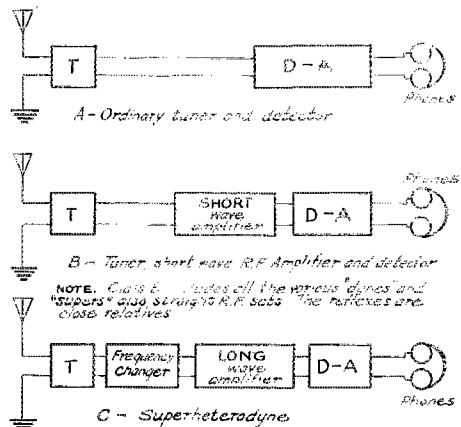 T
D-A
Phones
A - Ordinary tuner and detector
Phones
T
SHORT
wave
amplifier
D-A
B - Tuner, short wave R.F. Amplifier and detector
NOTE. Class all the various "dynes" and
"supers" also straight R.F. sets The reflexes are
close relatives
T
Frequency
changer
LONG
wave
amplifier
D-A
Phones
C - Superheterodyne